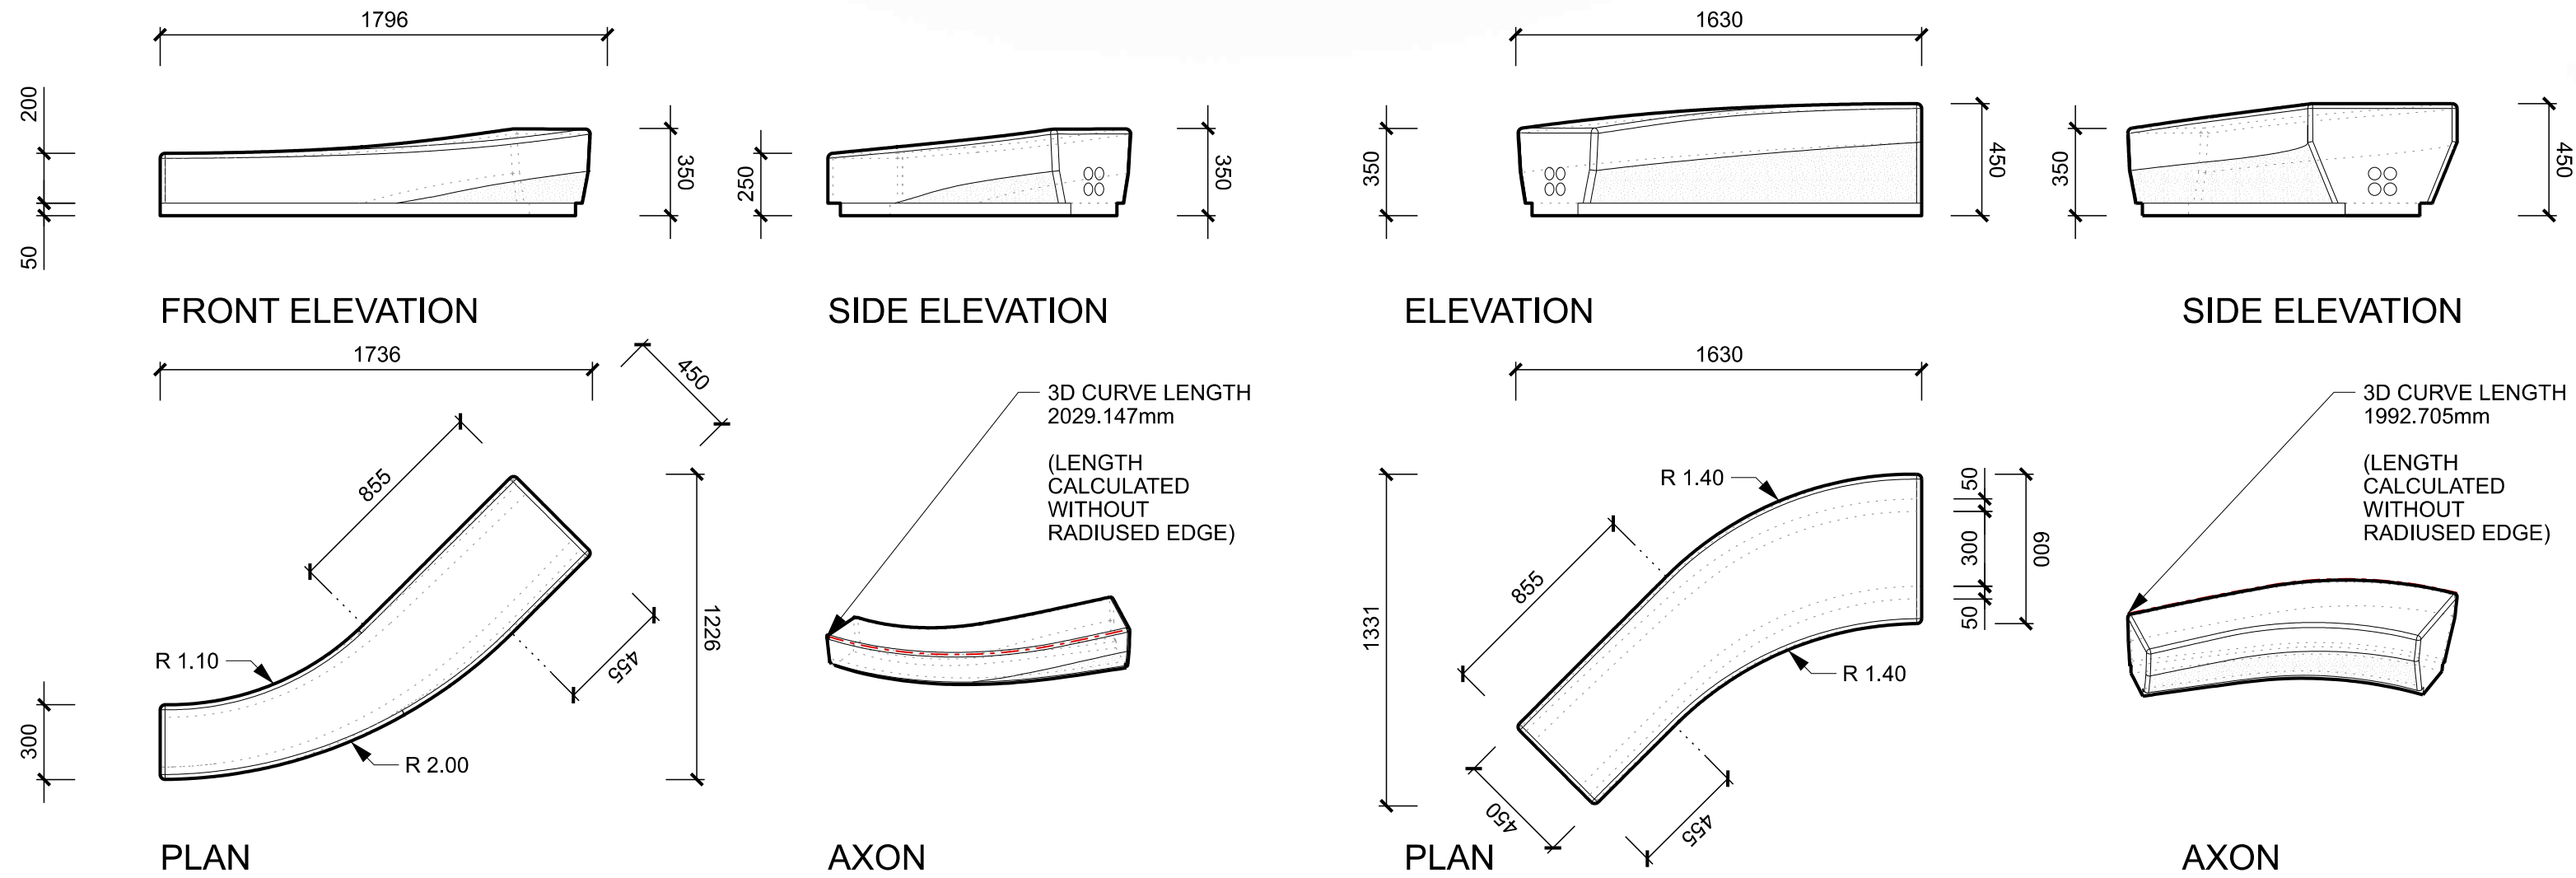 1796
200
50
350
250
350
1630
350
450
350
450
FRONT ELEVATION
SIDE ELEVATION
ELEVATION
SIDE ELEVATION
1736
450
855
1226
455
R 1.10
R 2.00
300
3D CURVE LENGTH
2029.147mm
(LENGTH
CALCULATED
WITHOUT
RADIUSED EDGE)
1630
R 1.40
50
300
50
600
855
1331
R 1.40
450
455
3D CURVE LENGTH
1992.705mm
(LENGTH
CALCULATED
WITHOUT
RADIUSED EDGE)
PLAN
AXON
PLAN
AXON